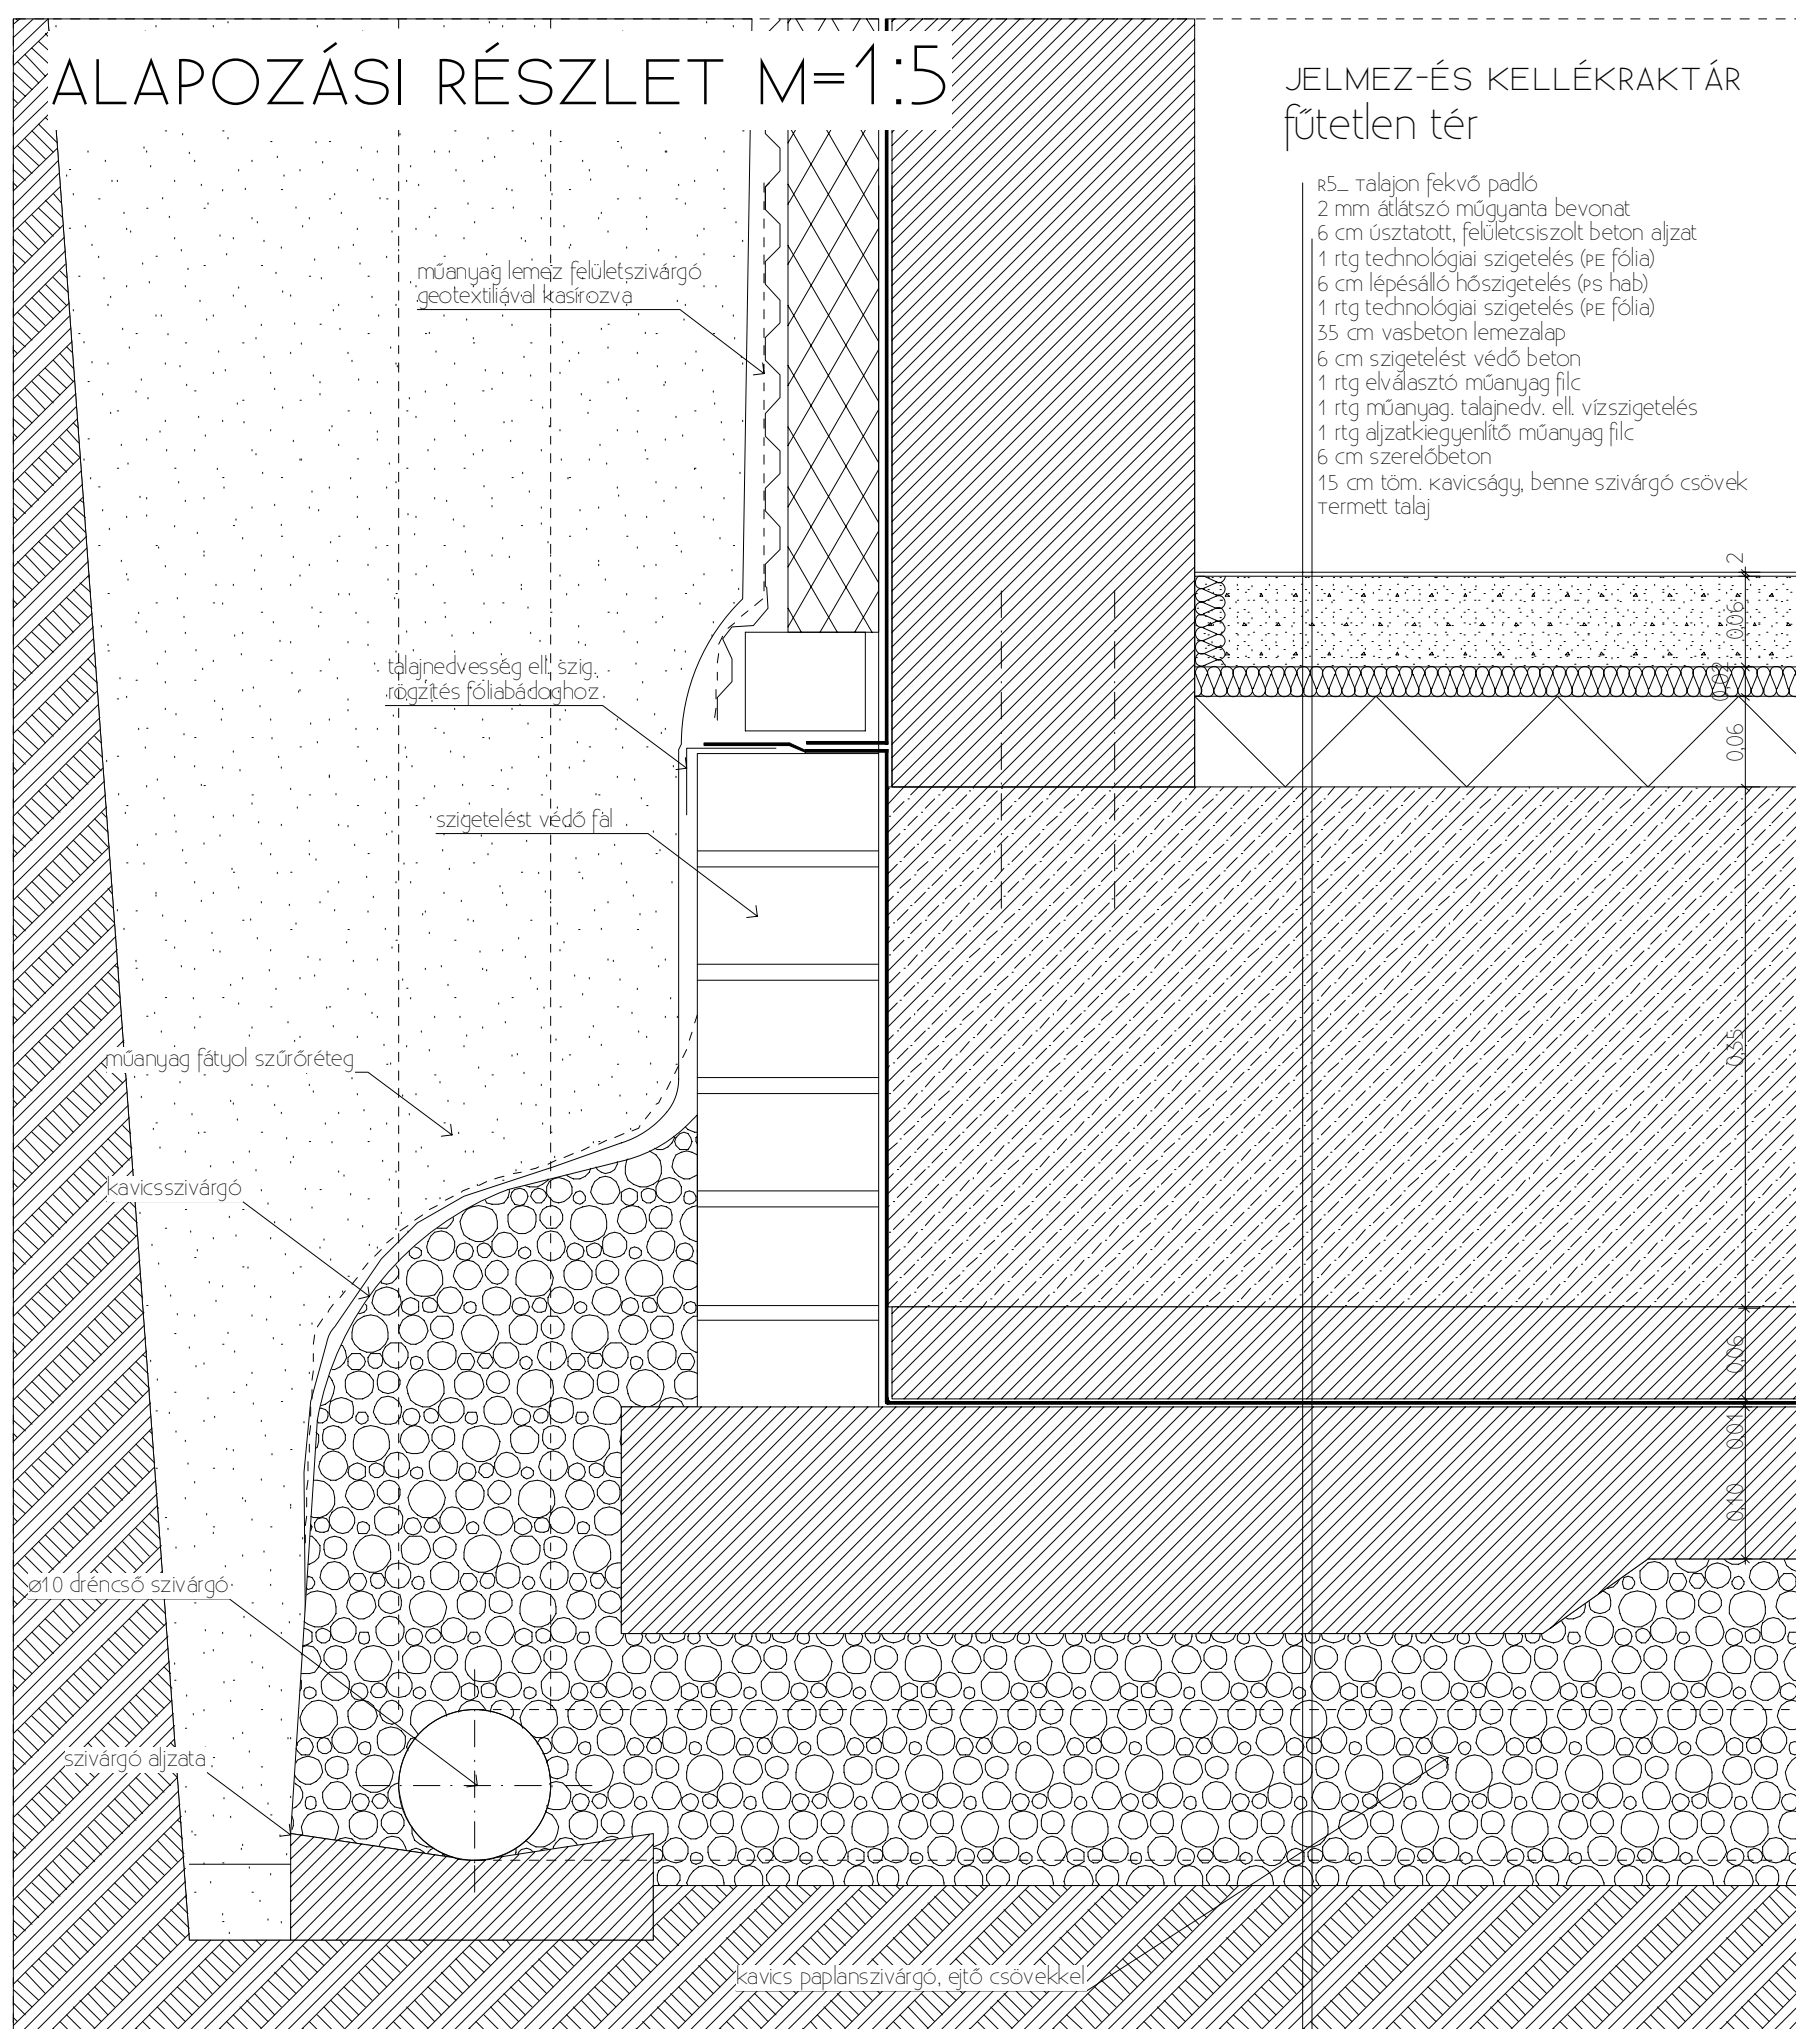 ALAPOZÁSI RÉSZLET M=1:5
JELMEZ-ÉS KELLÉKRAKTÁR
fűtetlen tér
R5_ Talajon fekvő padló
2 mm átlátszó műgyanta bevonat
6 cm úsztatott, felületcsiszolt beton aljzat
1 rtg technológiai szigetelés (PE fólia)
6 cm lépésálló hőszigetelés (PS hab)
1 rtg technológiai szigetelés (PE fólia)
35 cm vasbeton lemezalap
6 cm szigetelést védő beton
1 rtg elválasztó műanyag filc
1 rtg műanyag. talajnedv. ell. vízszigetelés
1 rtg aljzatkiegyenlítő műanyag filc
6 cm szerelőbeton
15 cm töm. Kavicságy, benne szivárgó csövek
Termett talaj
műanyag lemez felületszivárgó
geotextiliával kasírozva
talajnedvesség ell. szig.
rögzítés fóliabádoghoz
szigetelést védő fal
műanyag fátyol szűrőréteg
kavicsszivárgó
ø10 dréncső szivárgó
szivárgó aljzata
kavics paplanszivárgó, ejtő csövekkel
2
0,06
0,02
0,06
0,35
0,06
0,01
0,10